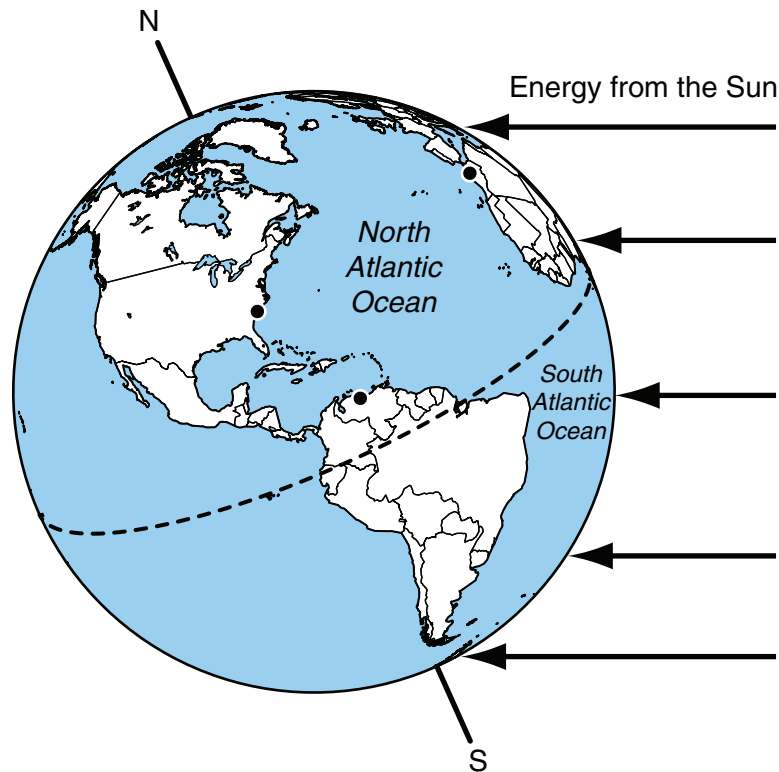 N
Energy from the Sun
North
Atlantic
Ocean
South
Atlantic
Ocean
S